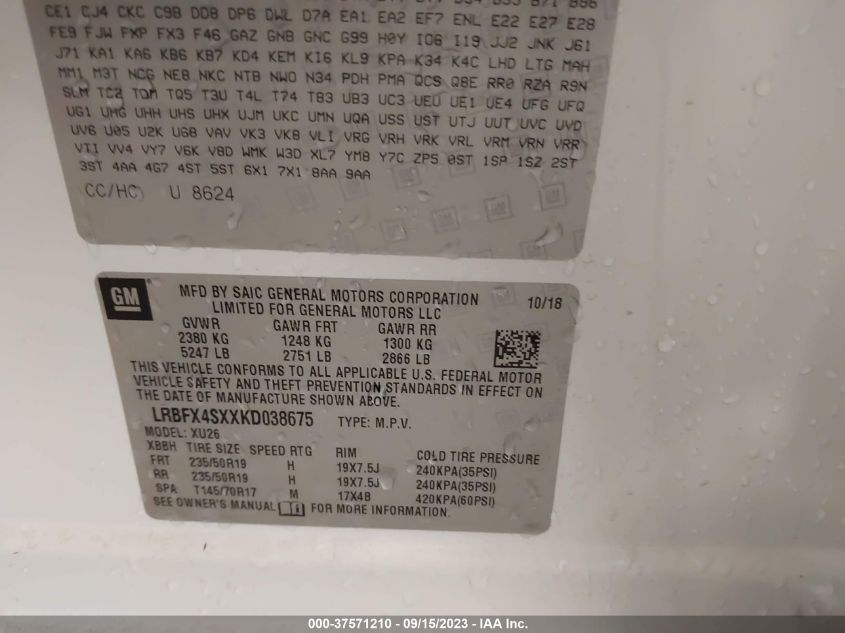 CE1 CJ4 CKC C9B DD8 DP6 DWL D7A EA1 EA2 EF7 ENL E22 E27 E28
FE9 FJW FXP FX3 F46 GAZ GNB GNC G99 H0Y IO6 I19 JJ2 JNK J61
J71 KA1 KA6 KB6 KB7 KD4 KEM KI6 KL9 KPA K34 K4C LHD LTG MAH
MM1 M3T NCG NE8 NKC NTB NWO N34 PDH PMA QCS Q8E RR0 RZA R9N
SLM TC2 TQM TQ5 T3U T4L T74 T83 UB3 UC3 UEU UE1 UE4 UFG UFQ
UG1 UHG UHH UHS UHX UJM UKC UMN UQA USS UST UTJ UUT UVC UVD
UV6 U05 U2K UG8 VAV VK3 VK8 VLI VRG VRH VRK VRL VRM VRN VRR
VTI VV4 VY7 V6K V8D WMK W3D XL7 YM8 Y7C ZP5 0ST 1SP 1SZ 2ST
3ST 4AA 4G7 4ST 5ST 6X1 7X1 8AA 9AA
CC/HC U 8624
GM
MFD BY SAIC GENERAL MOTORS CORPORATION 10/18
LIMITED FOR GENERAL MOTORS LLC
GVWR GAWR FRT GAWR RR
2380 KG 1248 KG 1300 KG
5247 LB 2751 LB 2866 LB
THIS VEHICLE CONFORMS TO ALL APPLICABLE U.S. FEDERAL MOTOR
VEHICLE SAFETY AND THEFT PREVENTION STANDARDS IN EFFECT ON
THE DATE OF MANUFACTURE SHOWN ABOVE.
LRBFX4SXXKD038675 TYPE: M.P.V.
MODEL: XU26
XBBH TIRE SIZE SPEED RTG RIM COLD TIRE PRESSURE
FRT 235/50R19 H 19X7.5J 240KPA(35PSI)
RR 235/50R19 H 19X7.5J 240KPA(35PSI)
SPA T145/70R17 M 17X4B 420KPA(60PSI)
SEE OWNER'S MANUAL FOR MORE INFORMATION.
000-37571210 - 09/15/2023 - IAA Inc.